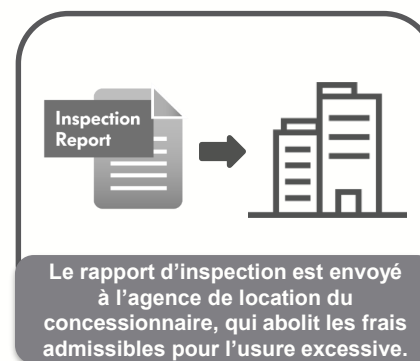 Inspection
Report
Le rapport d’inspection est envoyé
à l’agence de location du
concessionnaire, qui abolit les frais
admissibles pour l’usure excessive.